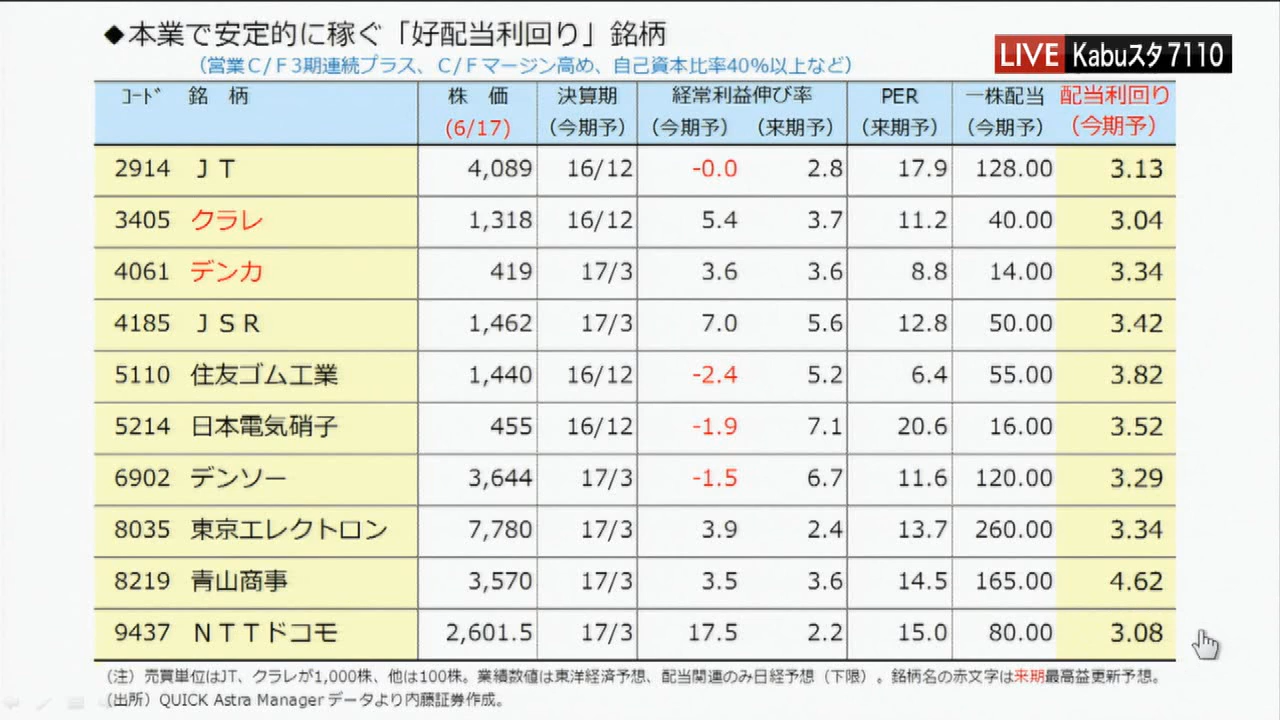 ◆本業で安定的に稼ぐ「好配当利回り」銘柄
（営業Ｃ/Ｆ3期連続プラス、Ｃ/Ｆマージン高め、自己資本比率40%以上など）
LIVE Kabuスタ7110
ｺｰﾄﾞ 銘 柄 株 価 決算期 経常利益伸び率 PER 一株配当 配当利回り
(6/17) （今期予） （今期予） （来期予） （来期予） （今期予） （今期予）
2914 ＪＴ 4,089 16/12 -0.0 2.8 17.9 128.00 3.13
3405 クラレ 1,318 16/12 5.4 3.7 11.2 40.00 3.04
4061 デンカ 419 17/3 3.6 3.6 8.8 14.00 3.34
4185 ＪＳＲ 1,462 17/3 7.0 5.6 12.8 50.00 3.42
5110 住友ゴム工業 1,440 16/12 -2.4 5.2 6.4 55.00 3.82
5214 日本電気硝子 455 16/12 -1.9 7.1 20.6 16.00 3.52
6902 デンソー 3,644 17/3 -1.5 6.7 11.6 120.00 3.29
8035 東京エレクトロン 7,780 17/3 3.9 2.4 13.7 260.00 3.34
8219 青山商事 3,570 17/3 3.5 3.6 14.5 165.00 4.62
9437 ＮＴＴドコモ 2,601.5 17/3 17.5 2.2 15.0 80.00 3.08
（注）売買単位はJT、クラレが1,000株、他は100株。業績数値は東洋経済予想、配当関連のみ日経予想（下限）。銘柄名の赤文字は来期最高益更新予想。
（出所）QUICK Astra Manager データより内藤証券作成。